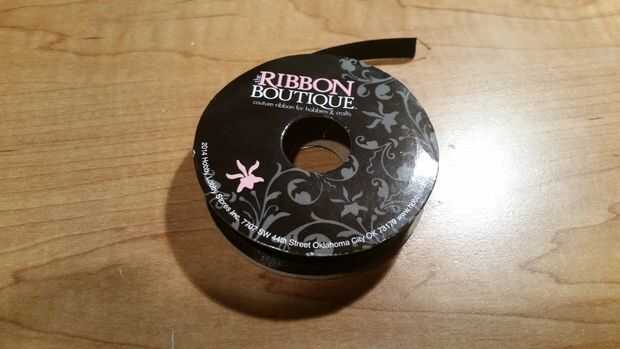 the RIBBON
BOUTIQUE
couture ribbon for hobbies & crafts
2014 Hobby Lobby Stores Inc. 7707 SW 44th Street Oklahoma City OK 73179